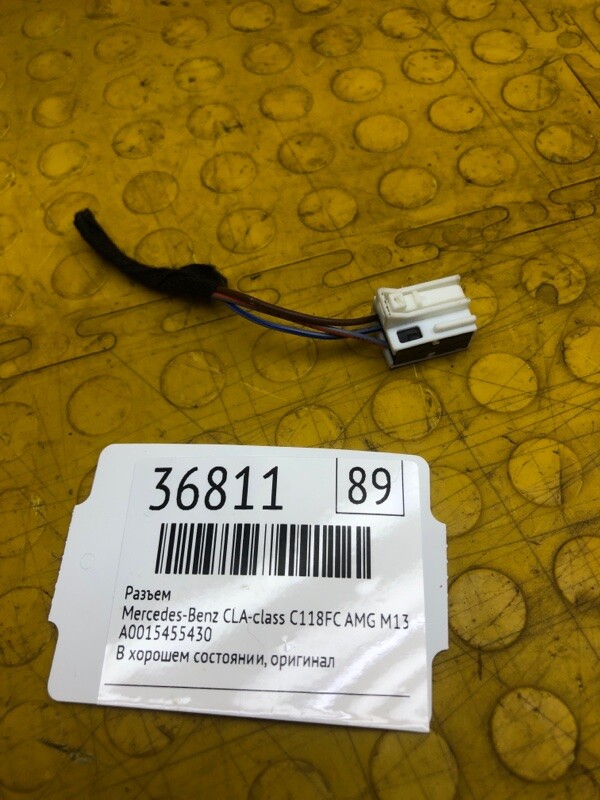 36811
89
Разъем
Mercedes-Benz CLA-class C118FC AMG M13
A0015455430
В хорошем состоянии, оригинал